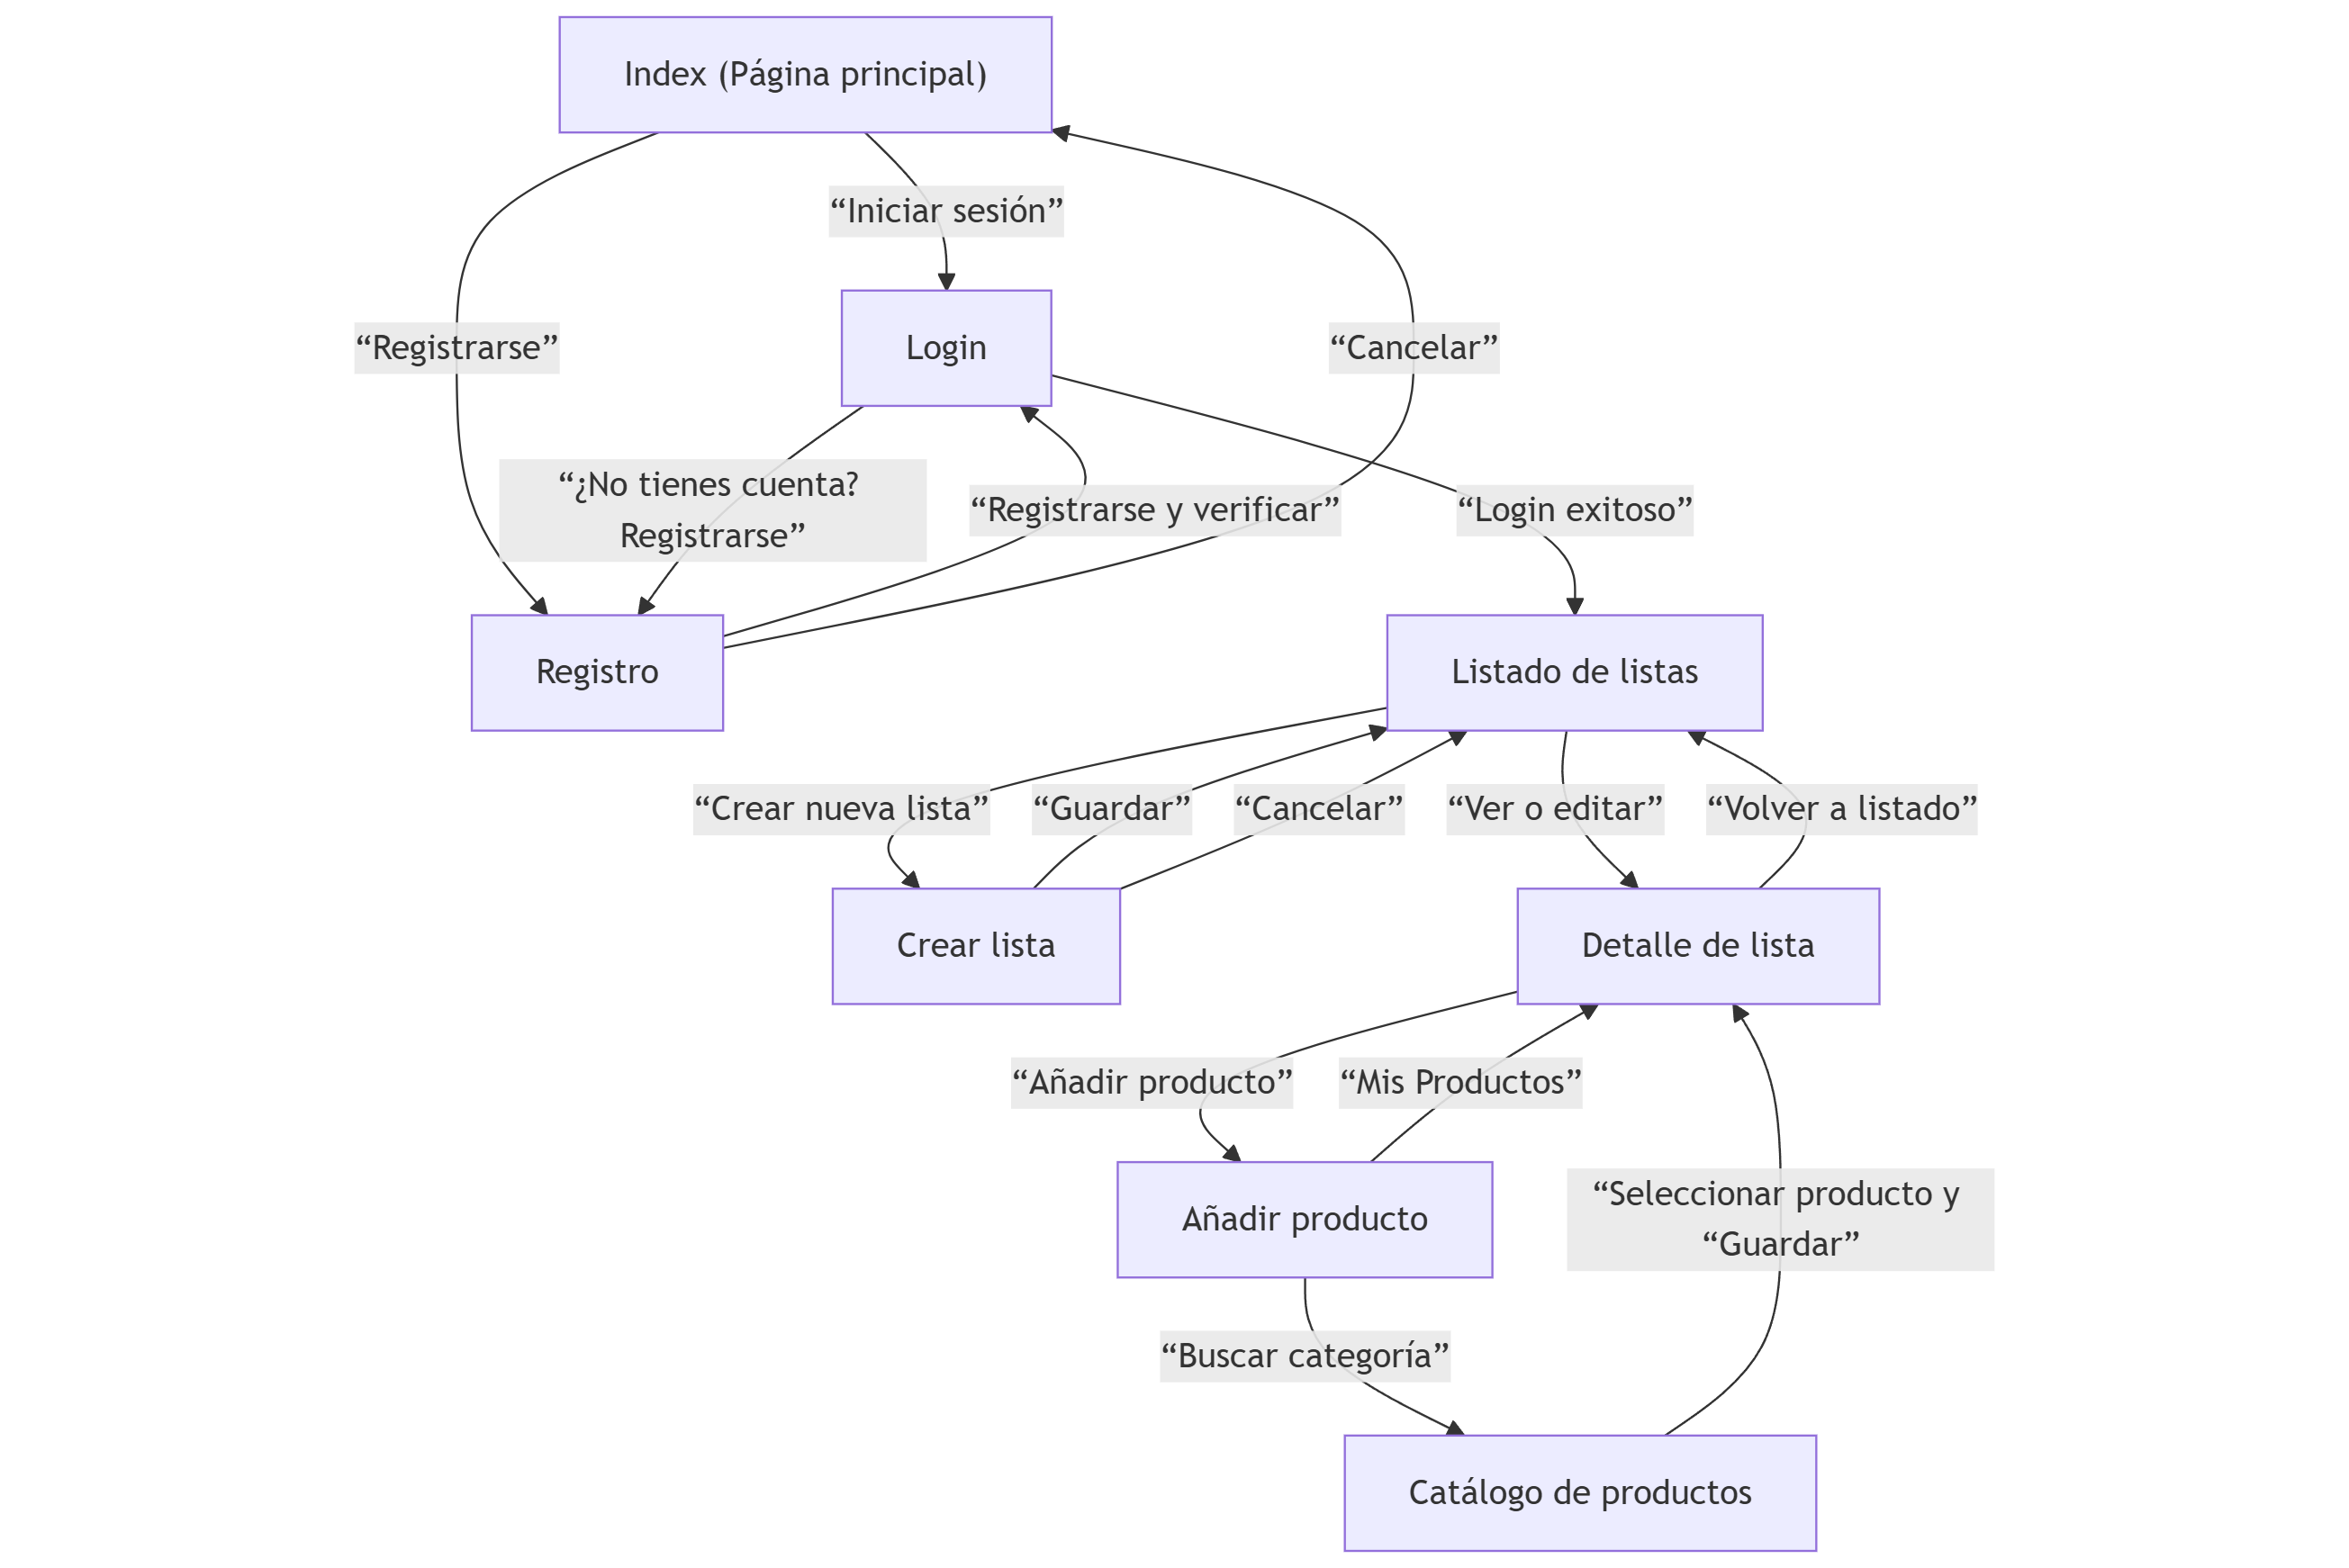 Index (Página principal)
“Iniciar sesión”
“Registrarse”
Login
“Cancelar”
“¿No tienes cuenta?
Registrarse”
“Registrarse y verificar”
“Login exitoso”
Registro
Listado de listas
“Crear nueva lista”
“Guardar”
“Cancelar”
“Ver o editar”
“Volver a listado”
Crear lista
Detalle de lista
“Añadir producto”
“Mis Productos”
Añadir producto
“Seleccionar producto y
“Guardar”
“Buscar categoría”
Catálogo de productos